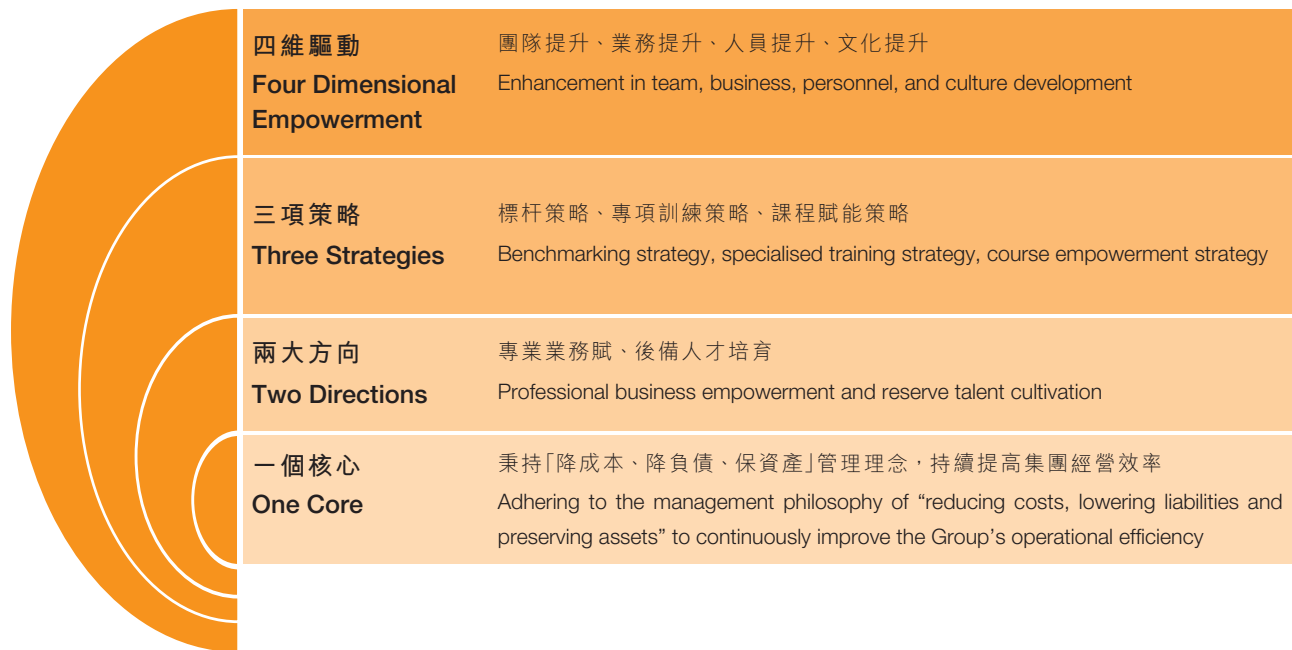 四維驅動
Four Dimensional
Empowerment
團隊提升、業務提升、人員提升、文化提升
Enhancement in team, business, personnel, and culture development
三項策略
Three Strategies
標杆策略、專項訓練策略、課程賦能策略
Benchmarking strategy, specialised training strategy, course empowerment strategy
兩大方向
Two Directions
專業業務賦、後備人才培育
Professional business empowerment and reserve talent cultivation
一個核心
One Core
秉持「降成本、降負債、保資產」管理理念，持續提高集團經營效率
Adhering to the management philosophy of “reducing costs, lowering liabilities and
preserving assets” to continuously improve the Group’s operational efficiency